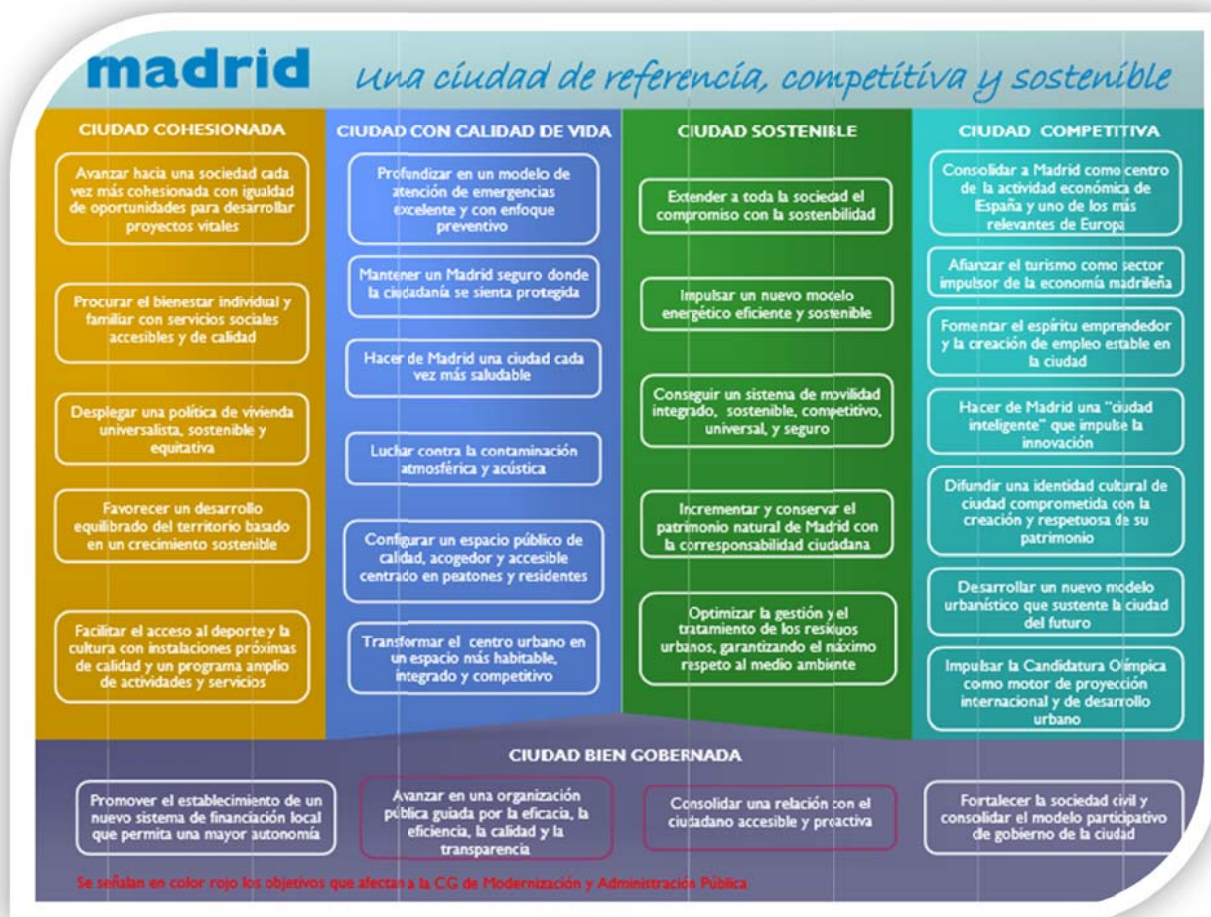 madrid una ciudad de referencia, competitiva y sostenible
CIUDAD COHESIONADA
Avanzar hacia una sociedad cada
vez más cohesionada con igualdad
de oportunidades para desarrollar
proyectos vitales
Procurar el bienestar individual y
familiar con servicios sociales
accesibles y de calidad
Desplegar una política de vivienda
universalista, sostenible y
equitativa
Favorecer un desarrollo
equilibrado del territorio basado
en un crecimiento sostenible
Facilitar el acceso al deporte y la
cultura con instalaciones próximas
de calidad y un programa amplio
de actividades y servicios
CIUDAD CON CALIDAD DE VIDA
Profundizar en un modelo de
atención de emergencias
excelente y con enfoque
preventivo
Mantener un Madrid seguro donde
la ciudadanía se sienta protegida
Hacer de Madrid una ciudad cada
vez más saludable
Luchar contra la contaminación
atmosférica y acústica
Configurar un espacio público de
calidad, acogedor y accesible
centrado en peatones y residentes
Transformar el centro urbano en
un espacio más habitable,
integrado y competitivo
CIUDAD SOSTENIBLE
Extender a toda la sociedad el
compromiso con la sostenbilidad
Impulsar un nuevo modelo
energético eficiente y sostenible
Conseguir un sistema de movilidad
integrado, sostenible, competitivo,
universal, y seguro
Incrementar y conservar el
patrimonio natural de Madrid con
la corresponsabilidad ciudadana
Optimizar la gestión y el
tratamiento de los residuos
urbanos, garantizando el máximo
respeto al medio ambiente
CIUDAD COMPETITIVA
Consolidar a Madrid como centro
de la actividad económica de
España y uno de los más
relevantes de Europa
Afianzar el turismo como sector
impulsor de la economía madrileña
Fomentar el espíritu emprendedor
y la creación de empleo estable en
la ciudad
Hacer de Madrid una "ciudad
inteligente" que impulse la
innovación
Difundir una identidad cultural de
ciudad comprometida con la
creación y respetuosa de su
patrimonio
Desarrollar un nuevo modelo
urbanístico que sustente la ciudad
del futuro
Impulsar la Candidatura Olímpica
como motor de proyección
internacional y de desarrollo
urbano
CIUDAD BIEN GOBERNADA
Promover el establecimiento de un
nuevo sistema de financiación local
que permita una mayor autonomía
Avanzar en una organización
pública guiada por la eficacia, la
eficiencia, la calidad y la
transparencia
Consolidar una relación con el
ciudadano accesible y proactiva
Fortalecer la sociedad civil y
consolidar el modelo participativo
de gobierno de la ciudad
Se señalan en color rojo los objetivos que afectan a la CG de Modernización y Administración Pública